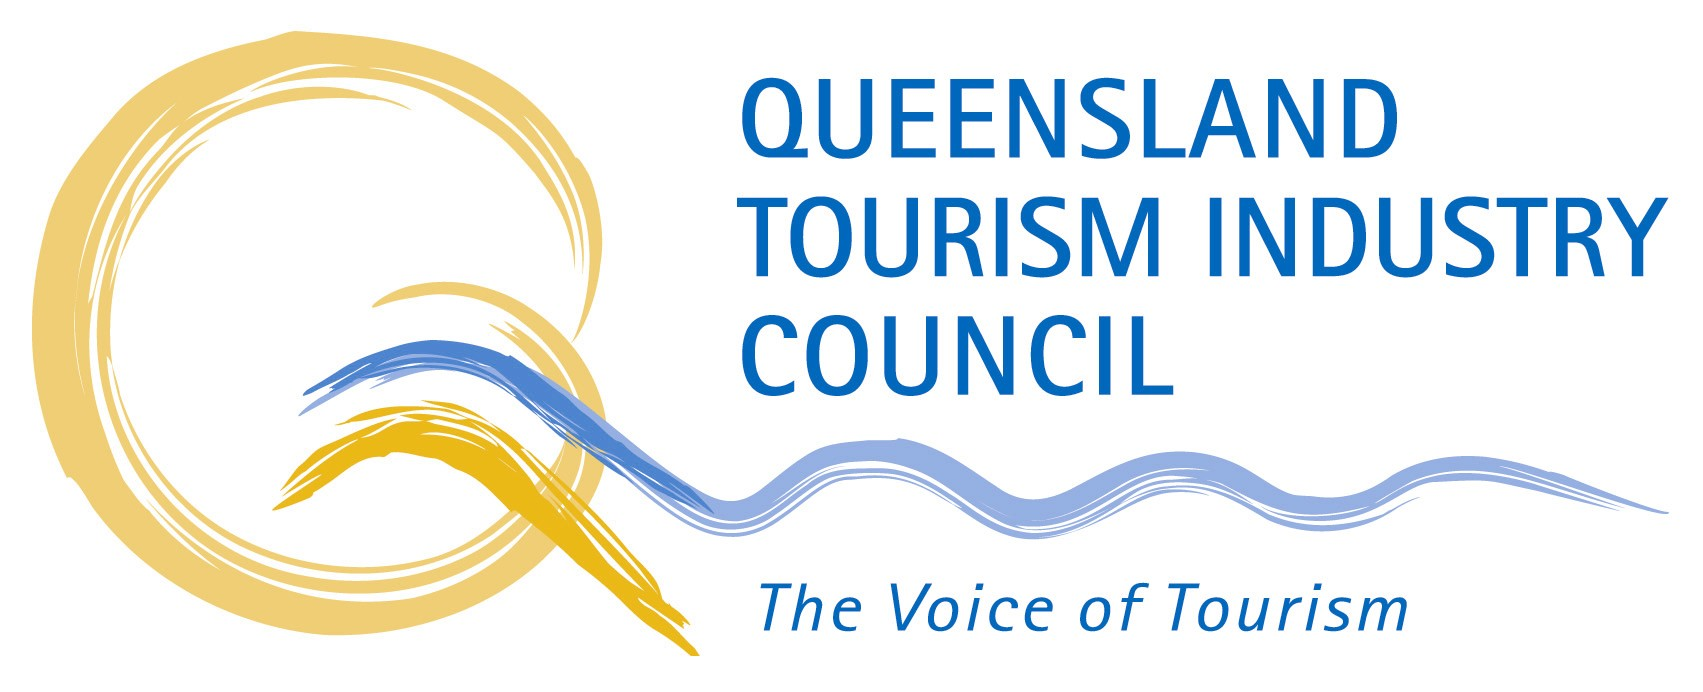 QUEENSLAND
TOURISM INDUSTRY
COUNCIL
The Voice of Tourism